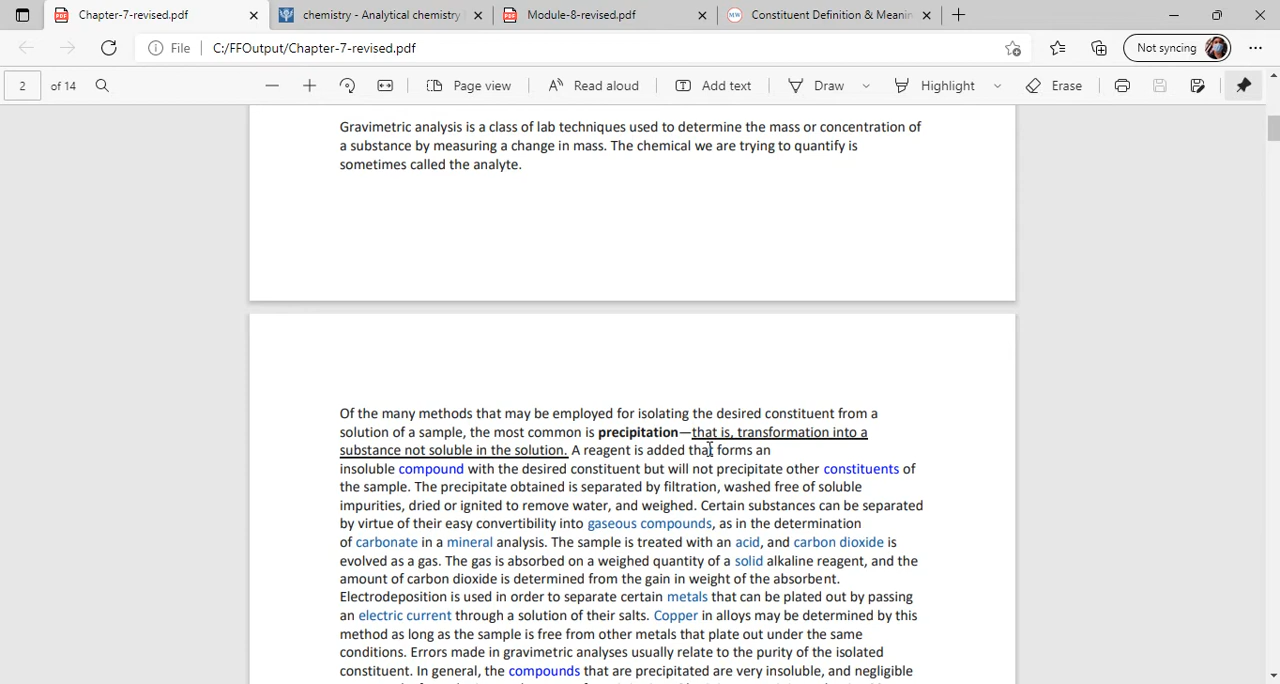 Chapter-7-revised.pdf
chemistry - Analytical chemistry
Module-8-revised.pdf
MW
Constituent Definition & Meanin
File
C:/FFOutput/Chapter-7-revised.pdf
Not syncing
2 of 14
Page view
Read aloud
Add text
Draw
Highlight
Erase
Gravimetric analysis is a class of lab techniques used to determine the mass or concentration of
a substance by measuring a change in mass. The chemical we are trying to quantify is
sometimes called the analyte.
Of the many methods that may be employed for isolating the desired constituent from a
solution of a sample, the most common is precipitation—that is, transformation into a
substance not soluble in the solution. A reagent is added that forms an
insoluble compound with the desired constituent but will not precipitate other constituents of
the sample. The precipitate obtained is separated by filtration, washed free of soluble
impurities, dried or ignited to remove water, and weighed. Certain substances can be separated
by virtue of their easy convertibility into gaseous compounds, as in the determination
of carbonate in a mineral analysis. The sample is treated with an acid, and carbon dioxide is
evolved as a gas. The gas is absorbed on a weighed quantity of a solid alkaline reagent, and the
amount of carbon dioxide is determined from the gain in weight of the absorbent.
Electrodeposition is used in order to separate certain metals that can be plated out by passing
an electric current through a solution of their salts. Copper in alloys may be determined by this
method as long as the sample is free from other metals that plate out under the same
conditions. Errors made in gravimetric analyses usually relate to the purity of the isolated
constituent. In general, the compounds that are precipitated are very insoluble, and negligible